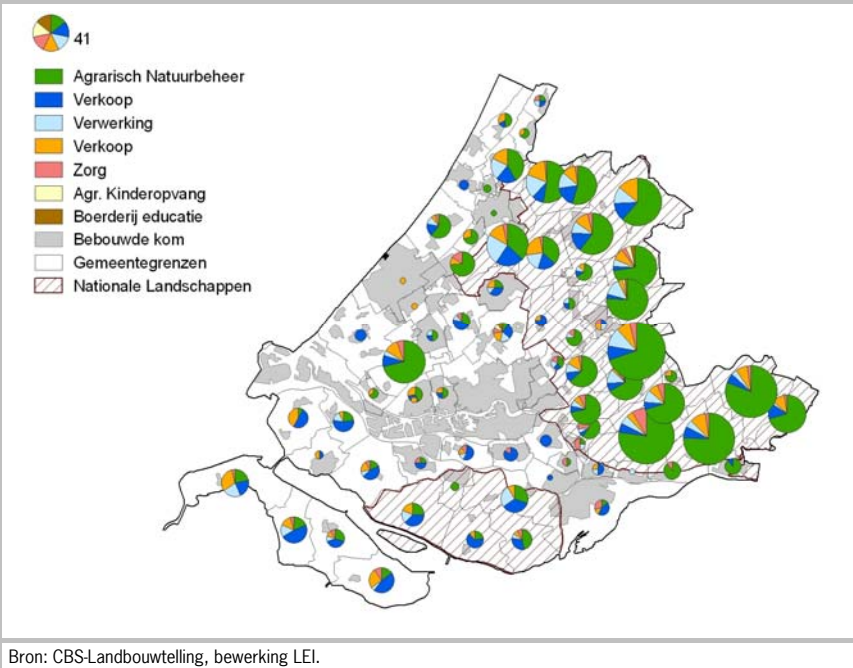 41
Agrarisch Natuurbeheer
Verkoop
Verwerking
Verkoop
Zorg
Agr. Kinderopvang
Boerderij educatie
Bebouwde kom
Gemeentegrenzen
Nationale Landschappen
Bron: CBS-Landbouwtelling, bewerking LEI.